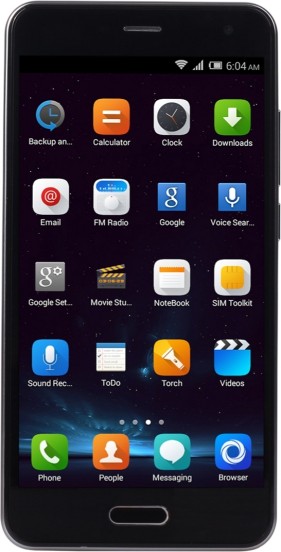 6:04 AM
Backup an... Calculator Clock Downloads
Email FM Radio Google Voice Sear...
Google Set... Movie Stu... NoteBook SIM Toolkit
Sound Rec... ToDo Torch Videos
Phone People Messaging Browser